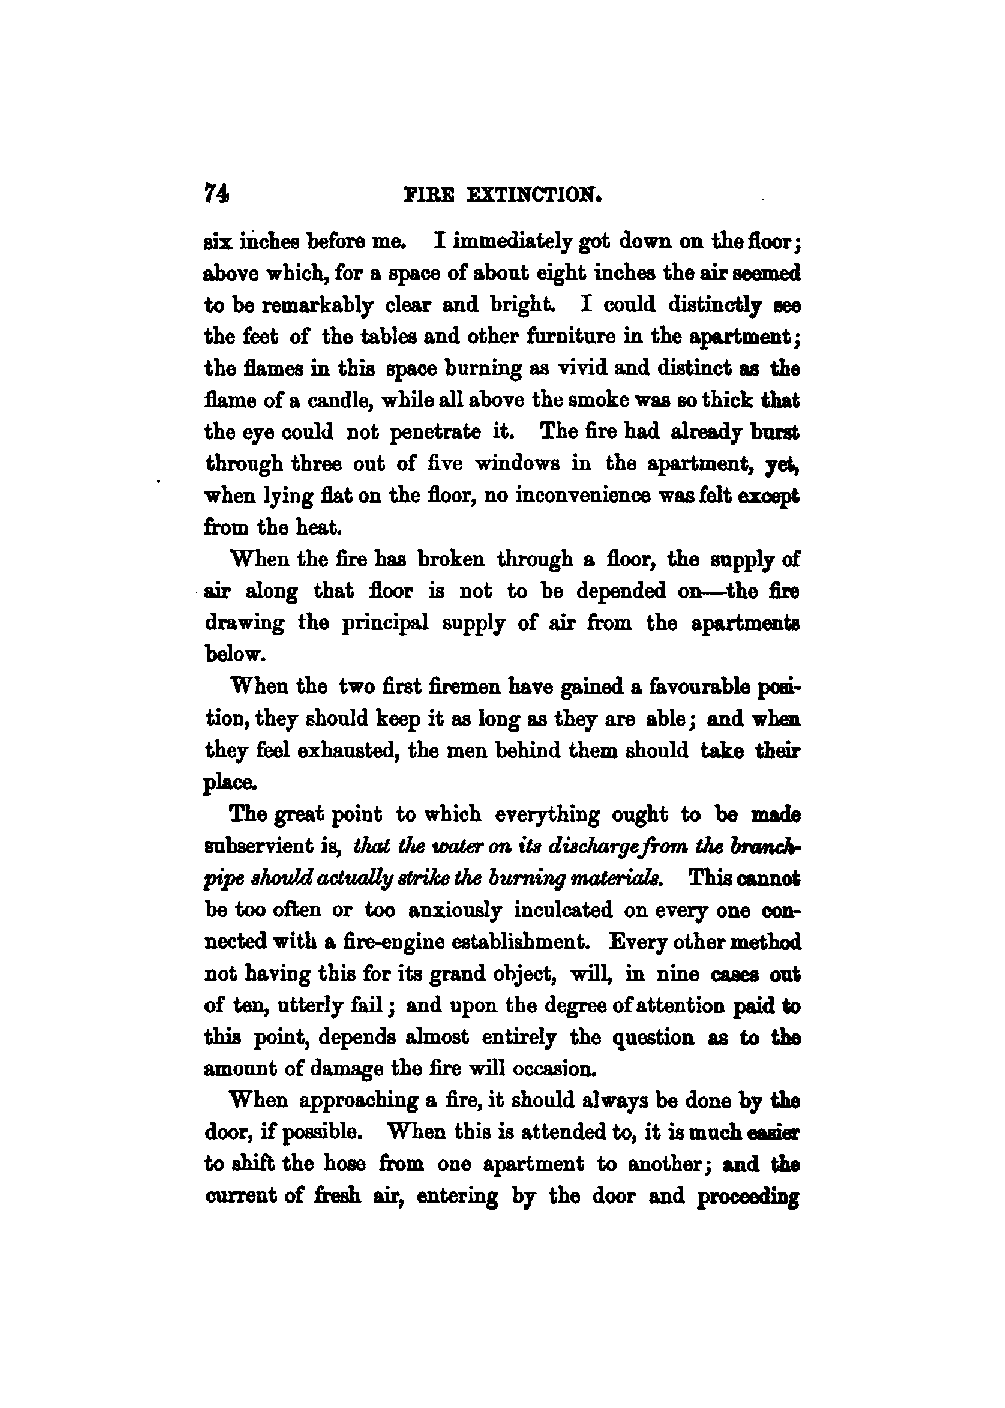 74 FIRE EXTINCTION.
six inches before me. I immediately got down on the floor;
above which, for a space of about eight inches the air seemed
to be remarkably clear and bright. I could distinctly see
the feet of the tables and other furniture in the apartment;
the flames in this space burning as vivid and distinct as the
flame of a candle, while all above the smoke was so thick that
the eye could not penetrate it. The fire had already burst
through three out of five windows in the apartment, yet,
when lying flat on the floor, no inconvenience was felt except
from the heat.
When the fire has broken through a floor, the supply of
air along that floor is not to be depended on—the fire
drawing the principal supply of air from the apartments
below.
When the two first firemen have gained a favourable posi-
tion, they should keep it as long as they are able; and when
they feel exhausted, the men behind them should take their
place.
The great point to which everything ought to be made
subservient is, that the water on its discharge from the branch-
pipe should actually strike the burning materials. This cannot
be too often or too anxiously inculcated on every one con-
nected with a fire-engine establishment. Every other method
not having this for its grand object, will, in nine cases out
of ten, utterly fail; and upon the degree of attention paid to
this point, depends almost entirely the question as to the
amount of damage the fire will occasion.
When approaching a fire, it should always be done by the
door, if possible. When this is attended to, it is much easier
to shift the hose from one apartment to another; and the
current of fresh air, entering by the door and proceeding